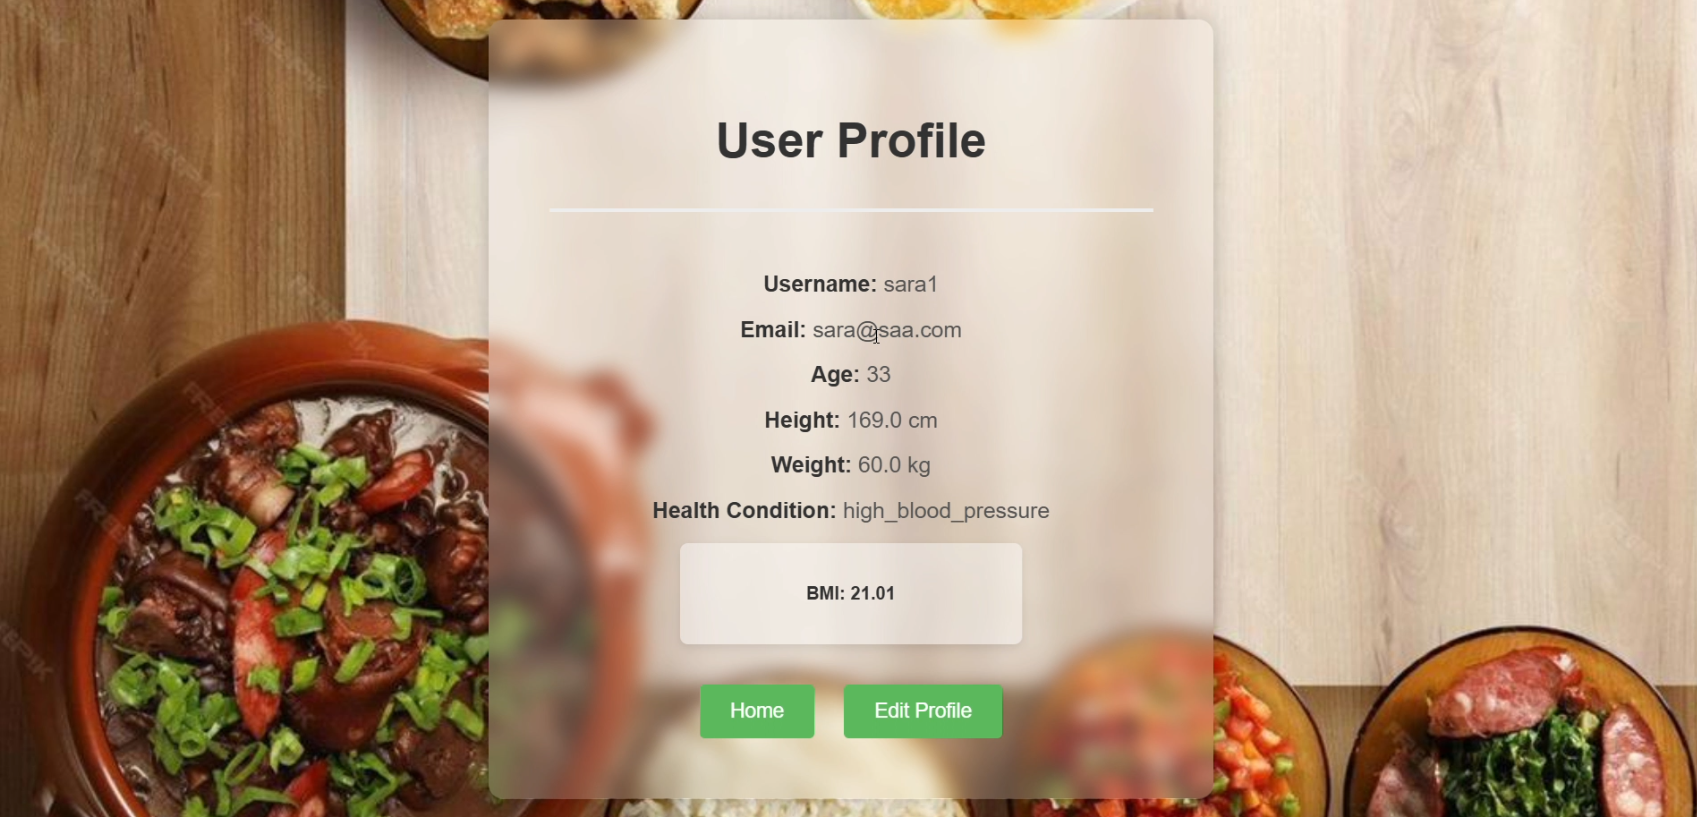 User Profile
Username: sara1
Email: sara@saa.com
Age: 33
Height: 169.0 cm
Weight: 60.0 kg
Health Condition: high_blood_pressure
BMI: 21.01
Home
Edit Profile